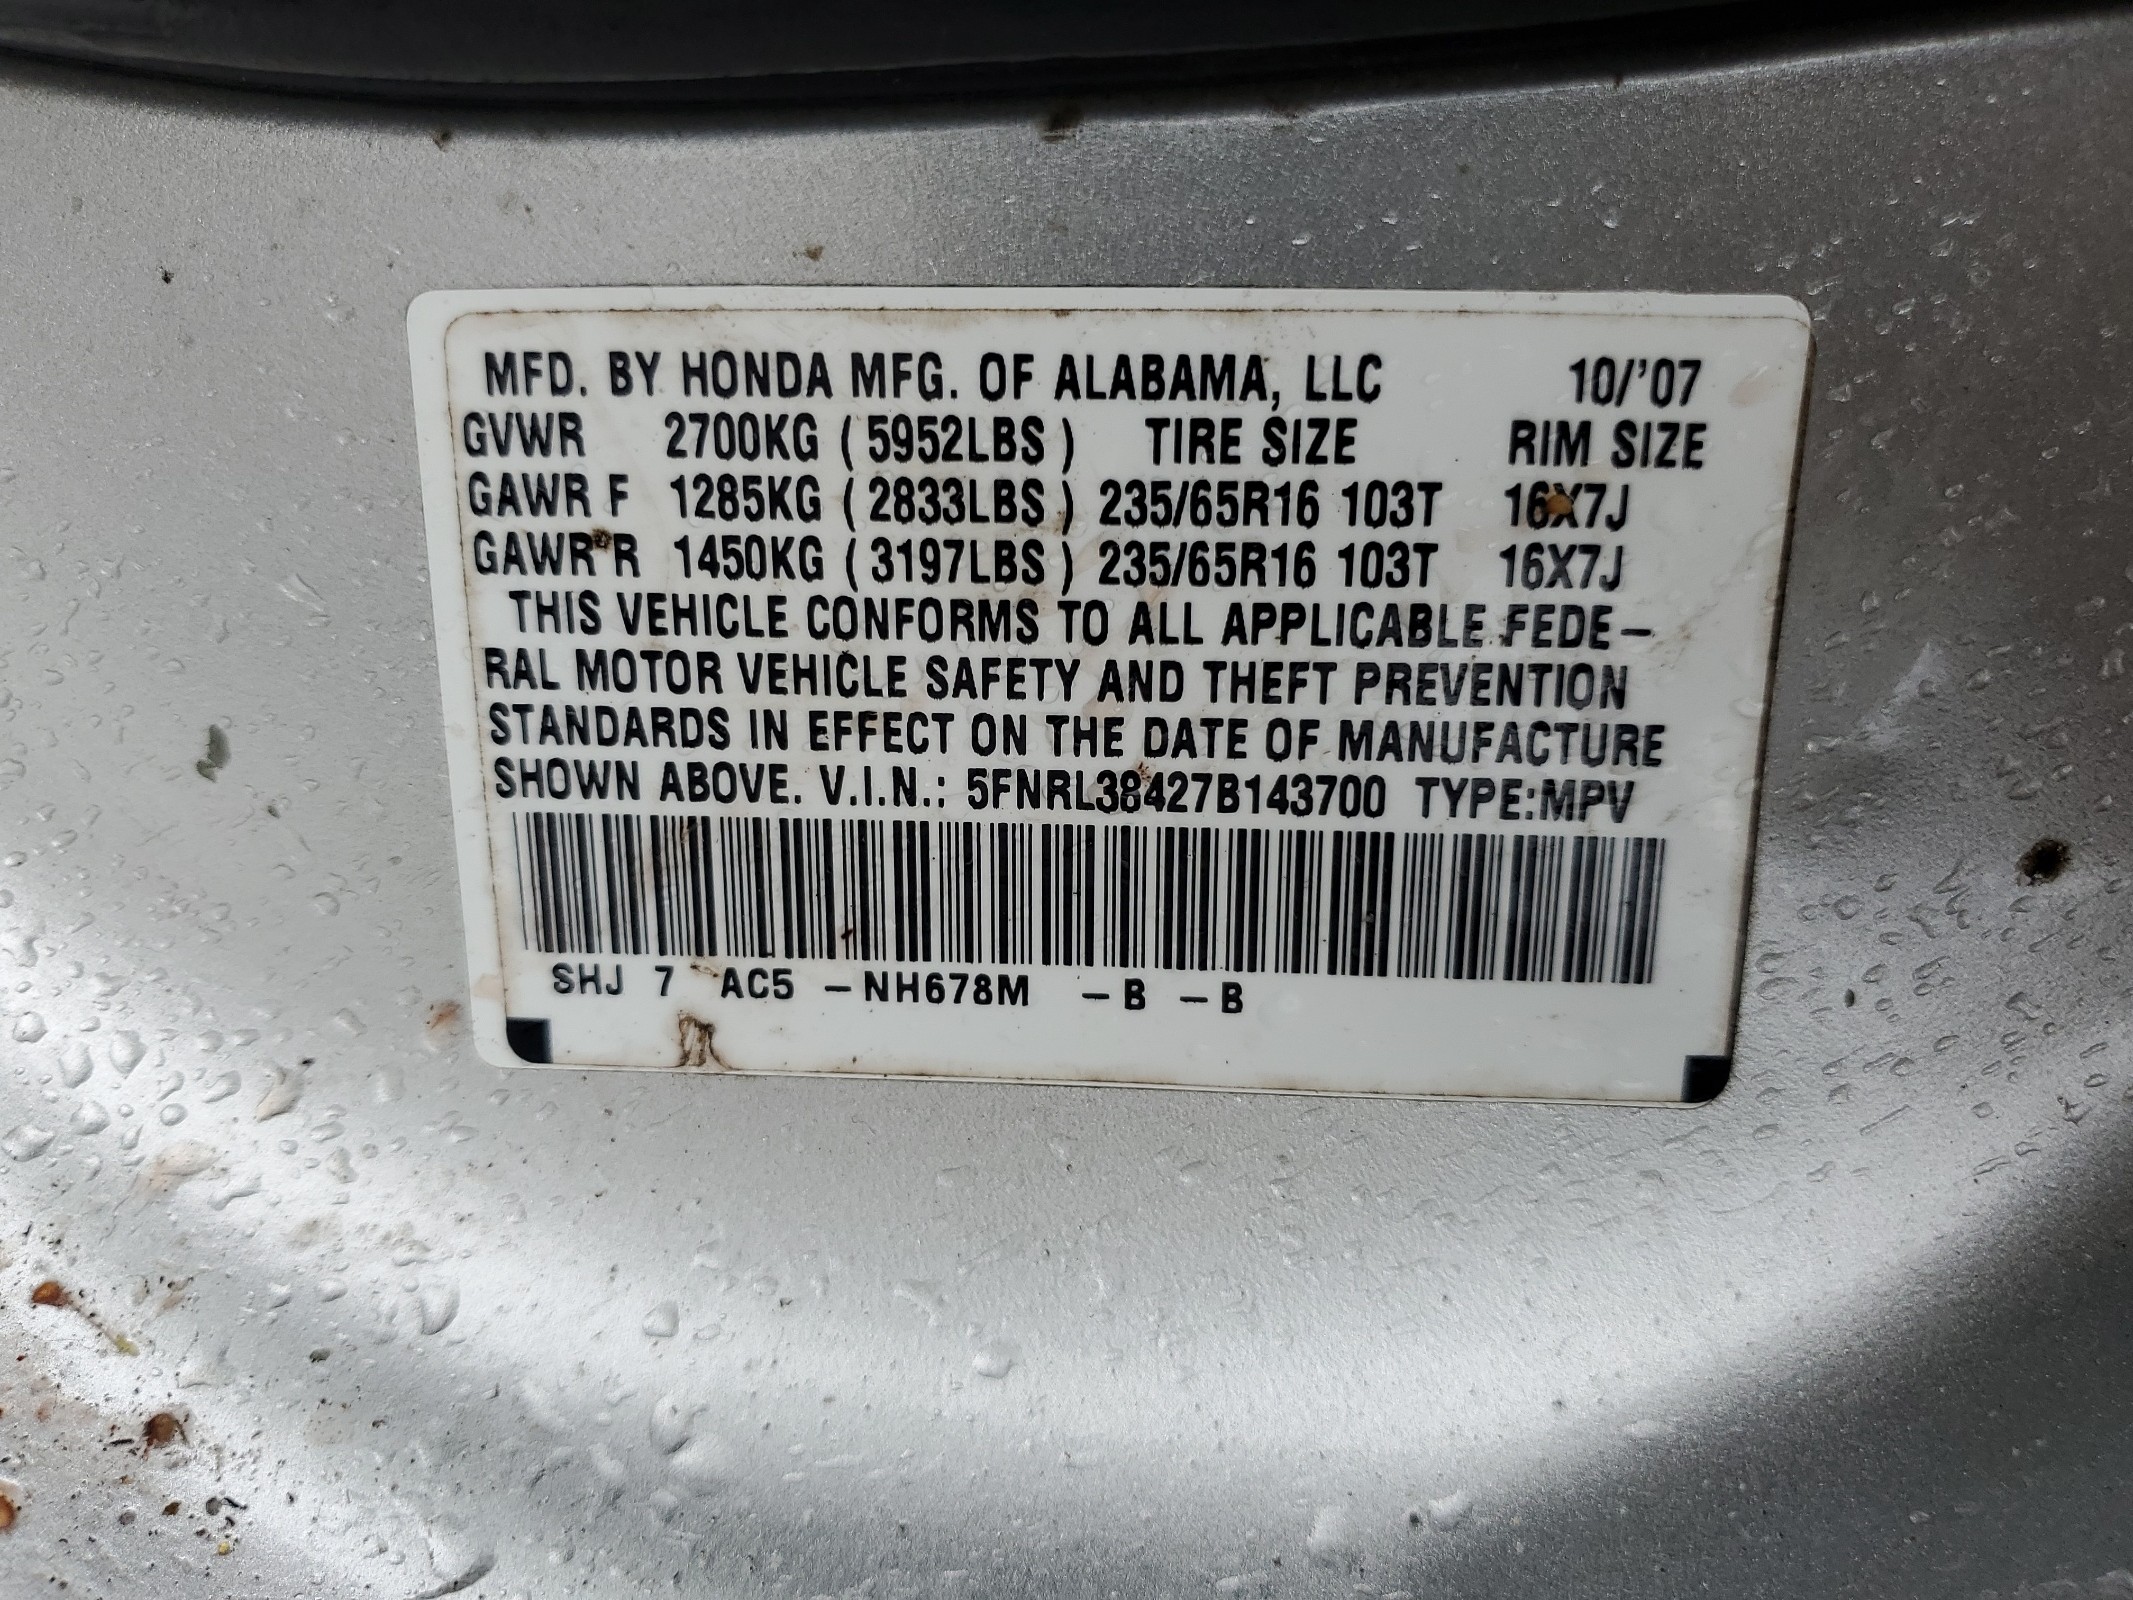 MFD. BY HONDA MFG. OF ALABAMA, LLC 10/'07
GVWR 2700KG ( 5952LBS ) TIRE SIZE RIM SIZE
GAWR F 1285KG ( 2833LBS ) 235/65R16 103T 16X7J
GAWR R 1450KG ( 3197LBS ) 235/65R16 103T 16X7J
THIS VEHICLE CONFORMS TO ALL APPLICABLE FEDE-
RAL MOTOR VEHICLE SAFETY AND THEFT PREVENTION
STANDARDS IN EFFECT ON THE DATE OF MANUFACTURE
SHOWN ABOVE. V.I.N.: 5FNRL38427B143700 TYPE:MPV
SHJ 7 AC5 -NH678M -B -B